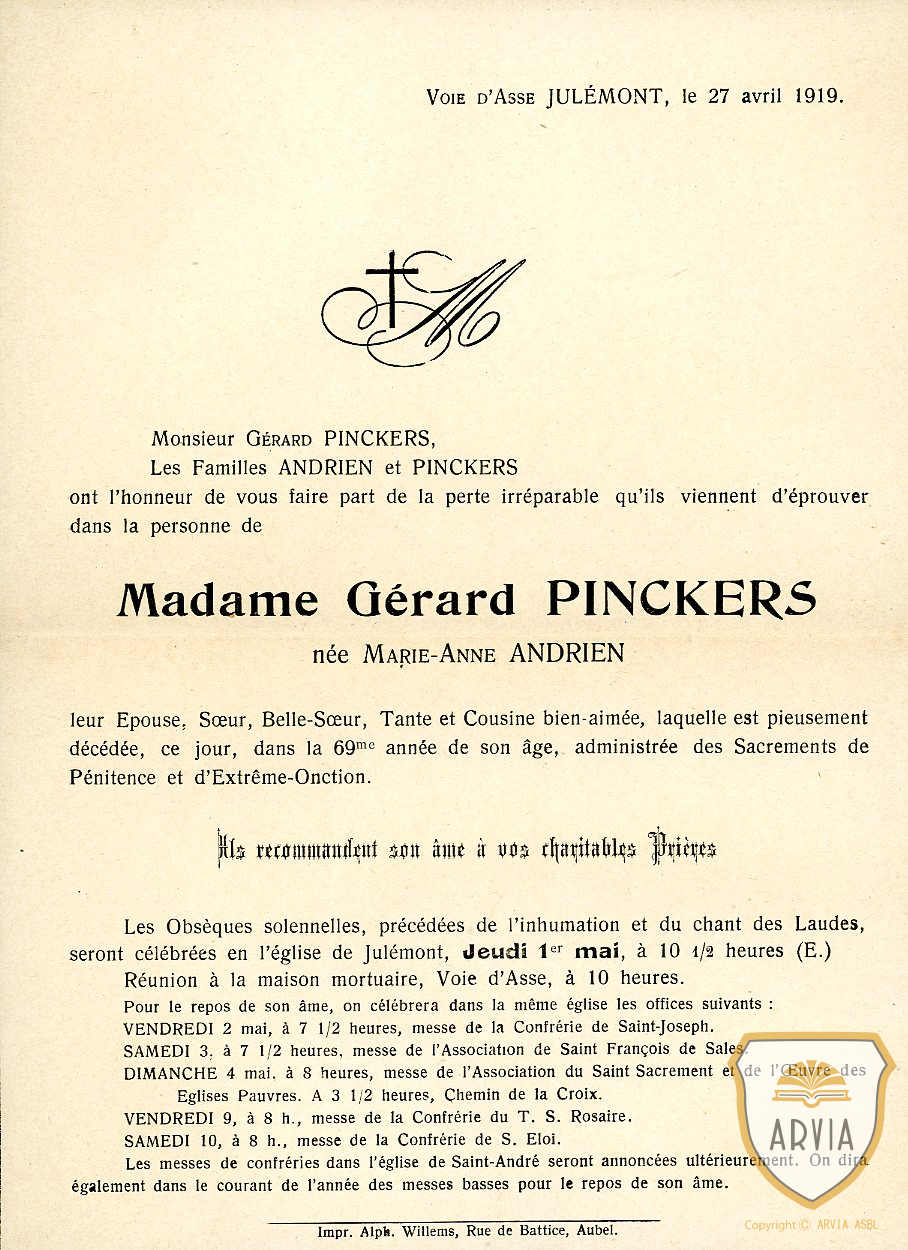 VOIE D'ASSE JULÉMONT, le 27 avril 1919.
M
Monsieur GÉRARD PINCKERS,
Les Familles ANDRIEN et PINCKERS
ont l'honneur de vous faire part de la perte irréparable qu'ils viennent d'éprouver
dans la personne de
Madame Gérard PINCKERS
née MARIE-ANNE ANDRIEN
leur Epouse, Sœur, Belle-Sœur, Tante et Cousine bien-aimée, laquelle est pieusement
décédée, ce jour, dans la 69me année de son âge, administrée des Sacrements de
Pénitence et d'Extrême-Onction.
Ils recommandent son âme à vos charitables Prières
Les Obsèques solennelles, précédées de l'inhumation et du chant des Laudes,
seront célébrées en l'église de Julémont, Jeudi 1er mai, à 10 1/2 heures (E.)
Réunion à la maison mortuaire, Voie d'Asse, à 10 heures.
Pour le repos de son âme, on célébrera dans la même église les offices suivants :
VENDREDI 2 mai, à 7 1/2 heures, messe de la Confrérie de Saint-Joseph.
SAMEDI 3, à 7 1/2 heures, messe de l'Association de Saint François de Sales.
DIMANCHE 4 mai, à 8 heures, messe de l'Association du Saint Sacrement et de l'Œuvre des
Eglises Pauvres. A 3 1/2 heures, Chemin de la Croix.
VENDREDI 9, à 8 h., messe de la Confrérie du T. S. Rosaire.
SAMEDI 10, à 8 h., messe de la Confrérie de S. Eloi.
Les messes de confréries dans l'église de Saint-André seront annoncées ultérieurement. On dira
également dans le courant de l'année des messes basses pour le repos de son âme.
Impr. Alph. Willems, Rue de Battice, Aubel.
ARVIA
Copyright © ARVIA ASBL